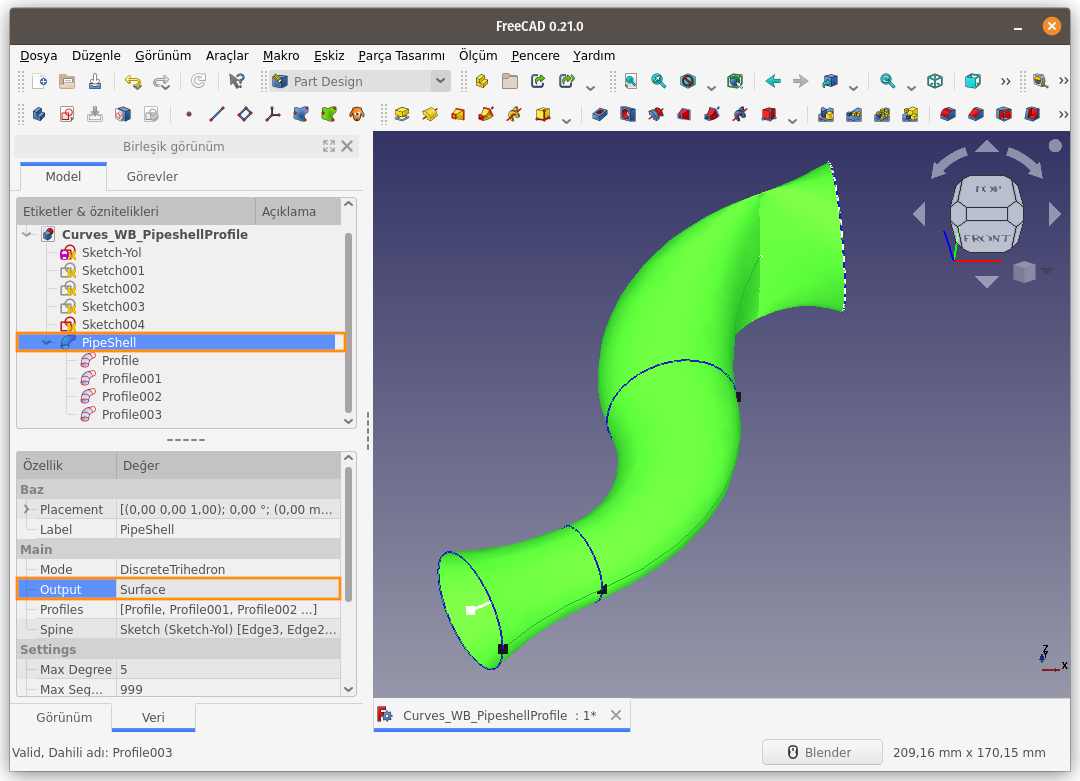 FreeCAD 0.21.0
Dosya Düzenle Görünüm Araçlar Makro Eskiz Parça Tasarımı Ölçüm Pencere Yardım
Part Design
Birleşik görünüm
Model Görevler
Etiketler & öznitelikleri Açıklama
Curves_WB_PipeshellProfile
Sketch-Yol
Sketch001
Sketch002
Sketch003
Sketch004
PipeShell
Profile
Profile001
Profile002
Profile003
TOP
FRONT
Özellik Değer
Baz
Placement [(0,00 0,00 1,00); 0,00 °; (0,00 m...
Label PipeShell
Main
Mode DiscreteTrihedron
Output Surface
Profiles [Profile, Profile001, Profile002 ...]
Spine Sketch (Sketch-Yol) [Edge3, Edge2...
Settings
Max Degree 5
Max Seg... 999
Z
Y
X
Görünüm Veri
Curves_WB_PipeshellProfile : 1*
Valid, Dahili adı: Profile003
Blender
209,16 mm x 170,15 mm